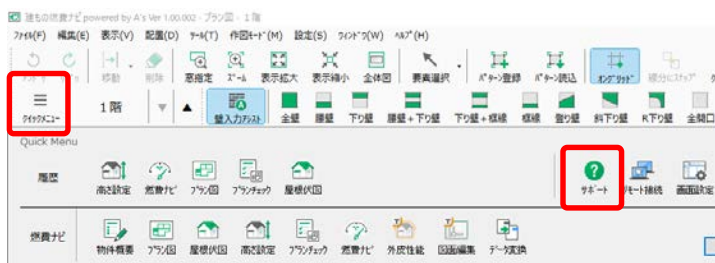 建もの燃費ナビ powered by A's Ver 1.00.002 - プラン図 - 1 階
ファイル(F) 編集(E) 表示(V) 配置(D) ツール(T) 作図モード(M) 設定(S) ウィンドウ(W) ヘルプ(H)
移動 削除 窓指定 ズーム 表示拡大 表示縮小 全体図 要素選択 パターン登録 パターン読込 オングリッド
クイックメニュー 1 階 壁入力アシスト 全壁 腰壁 下り壁 腰壁+下り壁 下り壁+框線 框線 登り壁 斜下り壁 R下り壁 全開口
Quick Menu
履歴 高さ設定 燃費ナビ プラン図 プランチェック 屋根伏図 サポート リモート接続 画面設定
燃費ナビ 物件概要 プラン図 屋根伏図 高さ設定 プランチェック 燃費ナビ 外皮性能 図面編集 データ変換